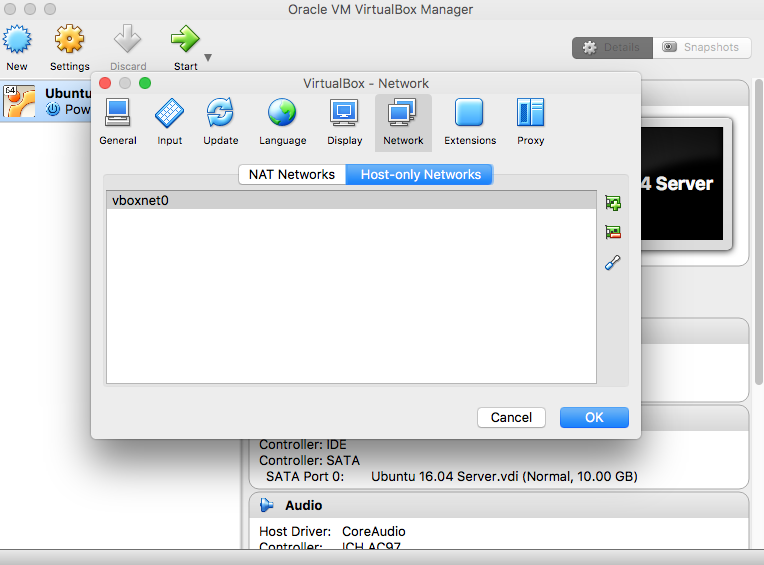 Oracle VM VirtualBox Manager
New Settings Discard Start
Details Snapshots
64 Ubuntu
Pow
VirtualBox - Network
General Input Update Language Display Network Extensions Proxy
NAT Networks Host-only Networks
vboxnet0
4 Server
Cancel OK
Controller: IDE
Controller: SATA
SATA Port 0: Ubuntu 16.04 Server.vdi (Normal, 10.00 GB)
Audio
Host Driver: CoreAudio
Controller: ICH AC97